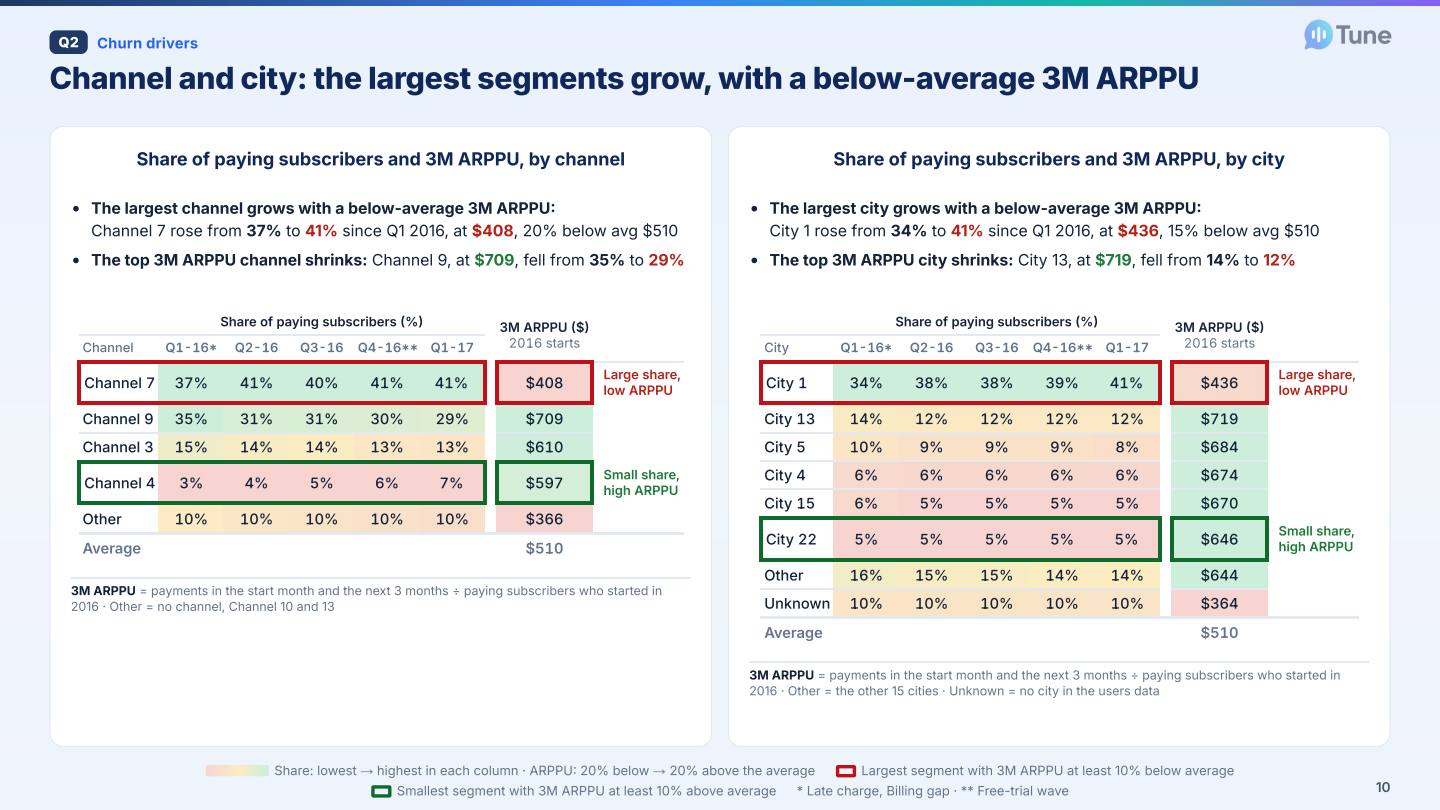 Q2 Churn drivers
Tune
Channel and city: the largest segments grow, with a below-average 3M ARPPU
Share of paying subscribers and 3M ARPPU, by channel
• The largest channel grows with a below-average 3M ARPPU:
Channel 7 rose from 37% to 41% since Q1 2016, at $408, 20% below avg $510
• The top 3M ARPPU channel shrinks: Channel 9, at $709, fell from 35% to 29%
Share of paying subscribers (%)
3M ARPPU ($)
2016 starts
Channel Q1-16* Q2-16 Q3-16 Q4-16** Q1-17
Channel 7 37% 41% 40% 41% 41% $408
Large share,
low ARPPU
Channel 9 35% 31% 31% 30% 29% $709
Channel 3 15% 14% 14% 13% 13% $610
Channel 4 3% 4% 5% 6% 7% $597
Small share,
high ARPPU
Other 10% 10% 10% 10% 10% $366
Average $510
3M ARPPU = payments in the start month and the next 3 months ÷ paying subscribers who started in
2016 · Other = no channel, Channel 10 and 13
Share of paying subscribers and 3M ARPPU, by city
• The largest city grows with a below-average 3M ARPPU:
City 1 rose from 34% to 41% since Q1 2016, at $436, 15% below avg $510
• The top 3M ARPPU city shrinks: City 13, at $719, fell from 14% to 12%
Share of paying subscribers (%)
3M ARPPU ($)
2016 starts
City Q1-16* Q2-16 Q3-16 Q4-16** Q1-17
City 1 34% 38% 38% 39% 41% $436
Large share,
low ARPPU
City 13 14% 12% 12% 12% 12% $719
City 5 10% 9% 9% 9% 8% $684
City 4 6% 6% 6% 6% 6% $674
City 15 6% 5% 5% 5% 5% $670
City 22 5% 5% 5% 5% 5% $646
Small share,
high ARPPU
Other 16% 15% 15% 14% 14% $644
Unknown 10% 10% 10% 10% 10% $364
Average $510
3M ARPPU = payments in the start month and the next 3 months ÷ paying subscribers who started in
2016 · Other = the other 15 cities · Unknown = no city in the users data
Share: lowest → highest in each column · ARPPU: 20% below → 20% above the average Largest segment with 3M ARPPU at least 10% below average
Smallest segment with 3M ARPPU at least 10% above average * Late charge, Billing gap · ** Free-trial wave
10